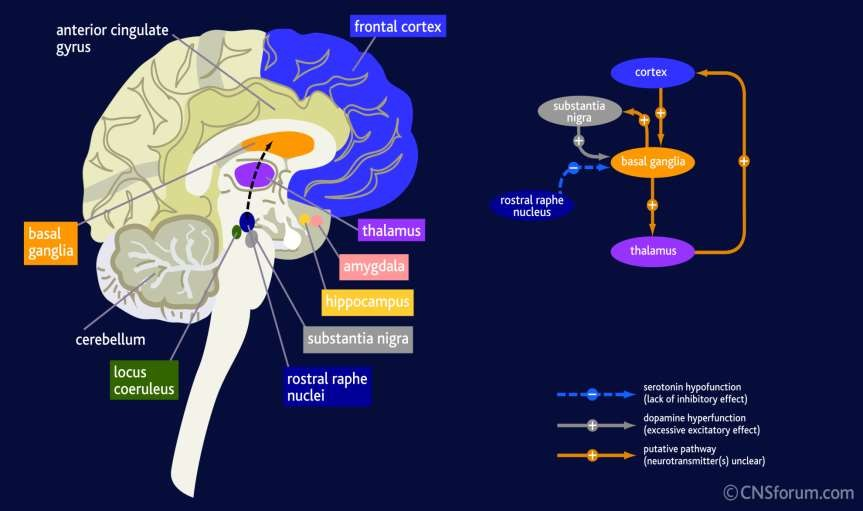 anterior cingulate
gyrus
frontal cortex
basal
ganglia
thalamus
amygdala
hippocampus
cerebellum
substantia nigra
locus
coeruleus
rostral raphe
nuclei
cortex
substantia
nigra
+
+
+
+
basal ganglia
−
rostral raphe
nucleus
+
+
thalamus
− serotonin hypofunction
(lack of inhibitory effect)
+ dopamine hyperfunction
(excessive excitatory effect)
+ putative pathway
(neurotransmitter(s) unclear)
© CNSforum.com